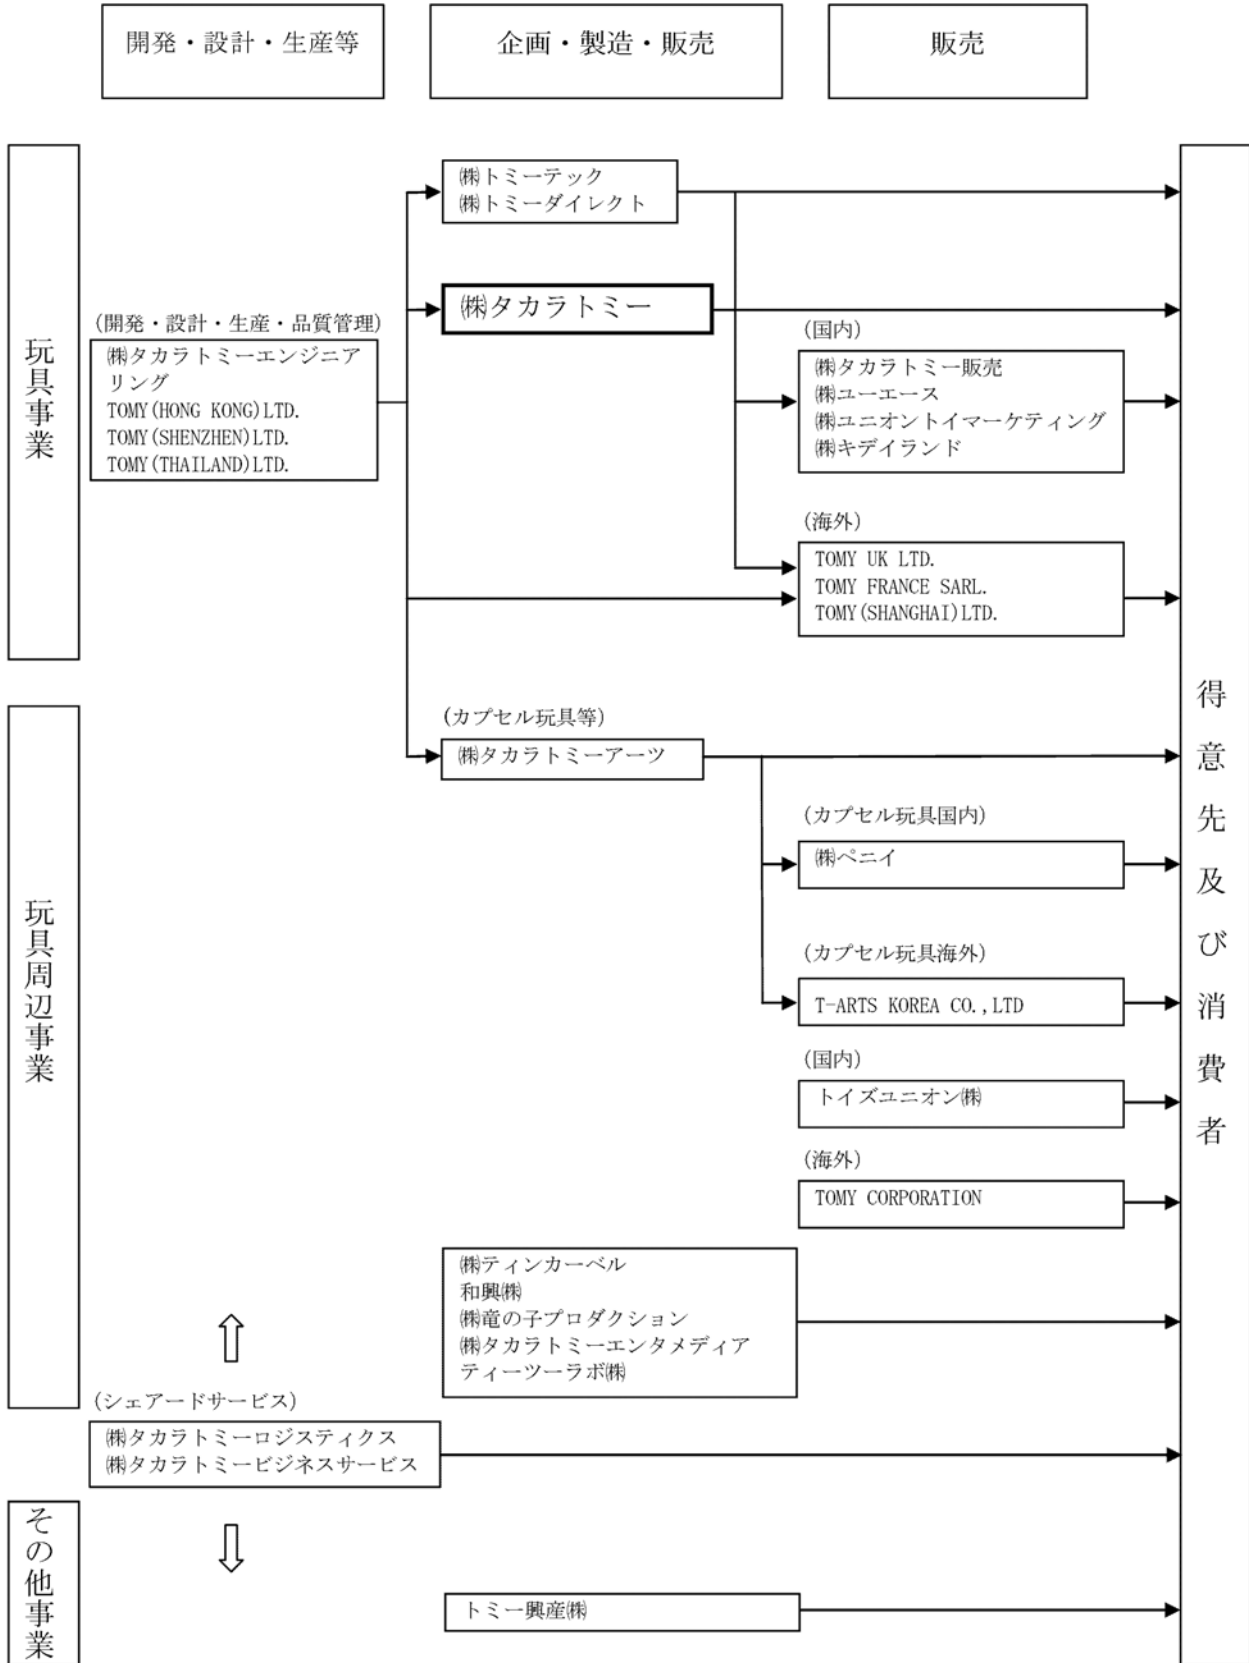 開発・設計・生産等
企画・製造・販売
販売
玩具事業
(開発・設計・生産・品質管理)
㈱タカラトミーエンジニア
リング
TOMY(HONG KONG)LTD.
TOMY(SHENZHEN)LTD.
TOMY(THAILAND)LTD.
㈱トミーテック
㈱トミーダイレクト
㈱タカラトミー
(国内)
㈱タカラトミー販売
㈱ユーエース
㈱ユニオントイマーケティング
㈱キデイランド
(海外)
TOMY UK LTD.
TOMY FRANCE SARL.
TOMY(SHANGHAI)LTD.
玩具周辺事業
(カプセル玩具等)
㈱タカラトミーアーツ
(カプセル玩具国内)
㈱ペニイ
(カプセル玩具海外)
T-ARTS KOREA CO.,LTD
(国内)
トイズユニオン㈱
(海外)
TOMY CORPORATION
㈱ティンカーベル
和興㈱
㈱竜の子プロダクション
㈱タカラトミーエンタメディア
ティーツーラボ㈱
(シェアードサービス)
㈱タカラトミーロジスティクス
㈱タカラトミービジネスサービス
その他事業
トミー興産㈱
得意先及び消費者